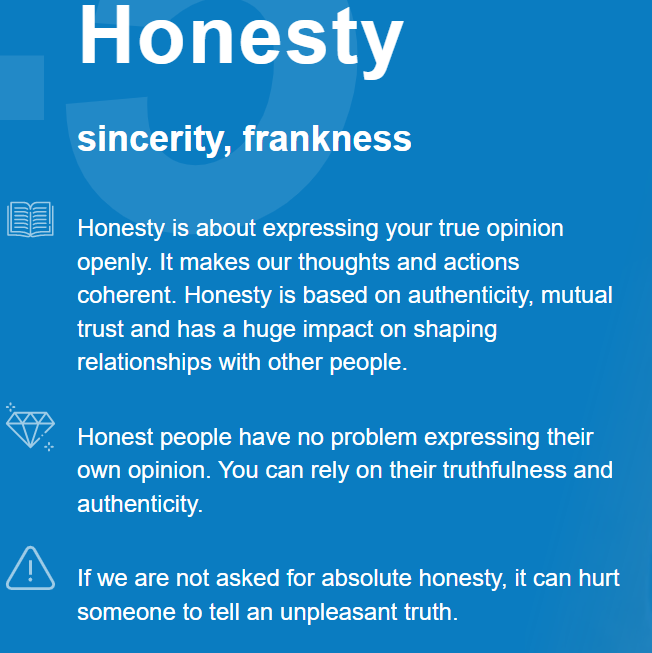 Honesty
sincerity, frankness
Honesty is about expressing your true opinion
openly. It makes our thoughts and actions
coherent. Honesty is based on authenticity, mutual
trust and has a huge impact on shaping
relationships with other people.
Honest people have no problem expressing their
own opinion. You can rely on their truthfulness and
authenticity.
If we are not asked for absolute honesty, it can hurt
someone to tell an unpleasant truth.